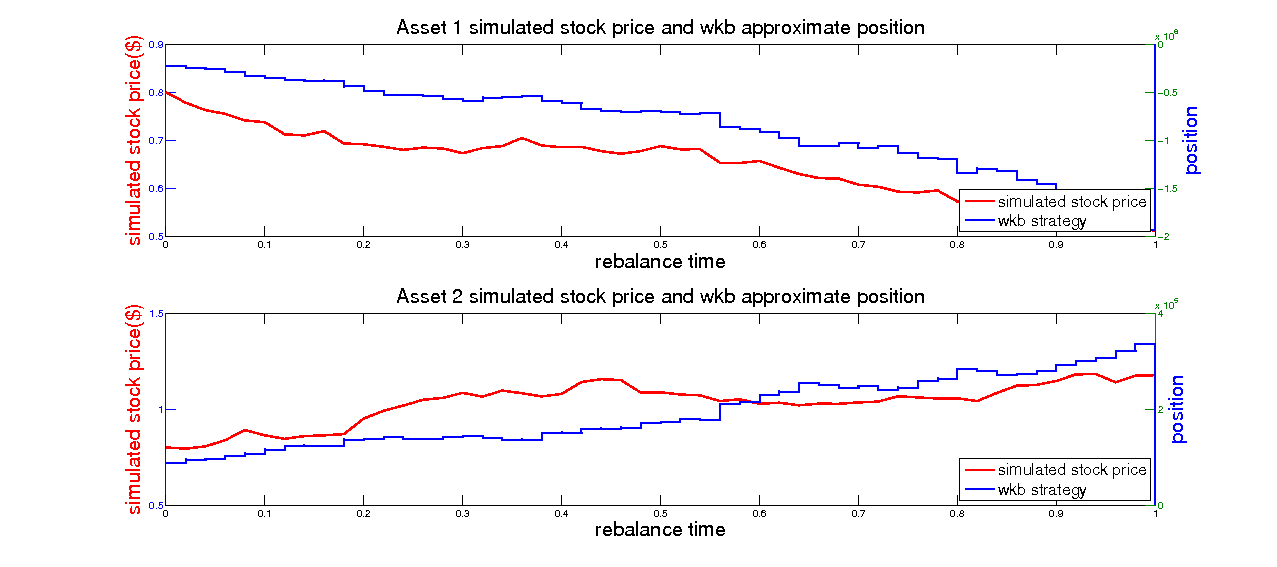 Asset 1 simulated stock price and wkb approximate position
simulated stock price($)
0.9
0.8
0.7
0.6
0.5
x 10
0
-0.5
-1
-1.5
-2
position
simulated stock price
wkb strategy
0 0.1 0.2 0.3 0.4 0.5 0.6 0.7 0.8 0.9 1
rebalance time
Asset 2 simulated stock price and wkb approximate position
simulated stock price($)
1.5
1
0.5
x 10
4
2
0
position
simulated stock price
wkb strategy
0 0.1 0.2 0.3 0.4 0.5 0.6 0.7 0.8 0.9 1
rebalance time